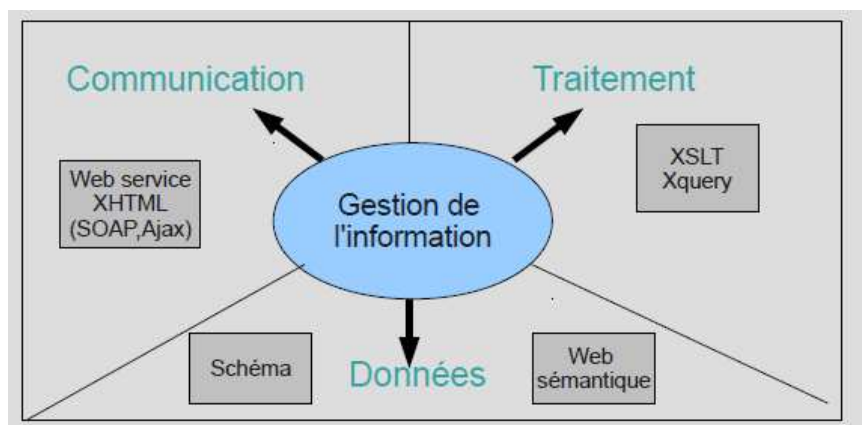 Communication
Traitement
Web service
XHTML
(SOAP,Ajax)
XSLT
Xquery
Gestion de
l'information
Schéma
Données
Web
sémantique